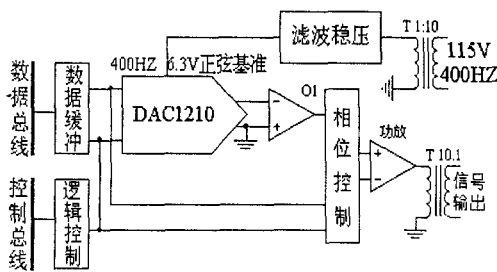 滤波稳压
T 1:10
115V
400HZ
400HZ 6.3V正弦基准
数据总线
数据缓冲
DAC1210
O1
相位控制
功放
T 10.1
信号输出
控制总线
逻辑控制